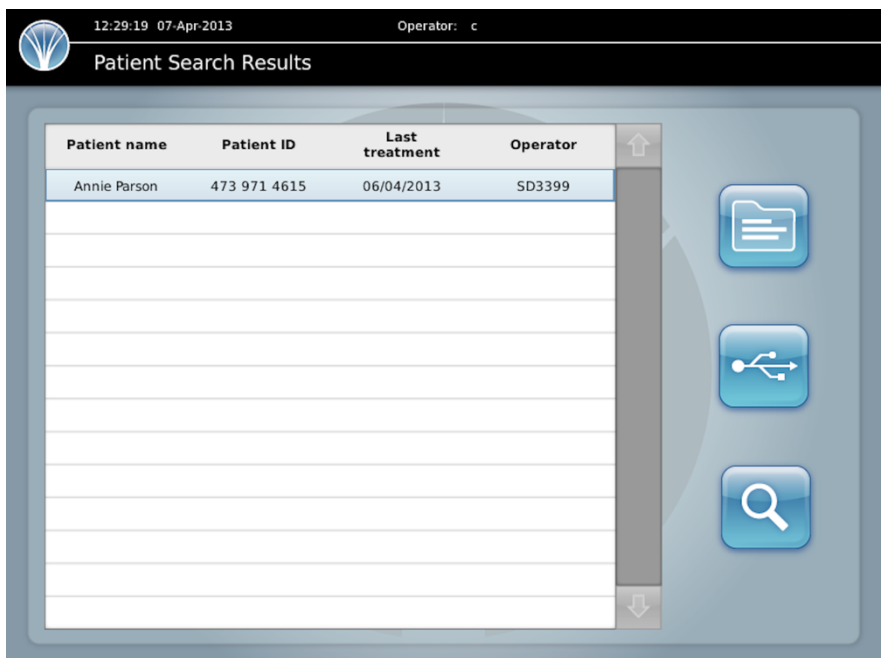 12:29:19 07-Apr-2013 Operator: c
Patient Search Results
Patient name Patient ID Last treatment Operator
Annie Parson 473 971 4615 06/04/2013 SD3399